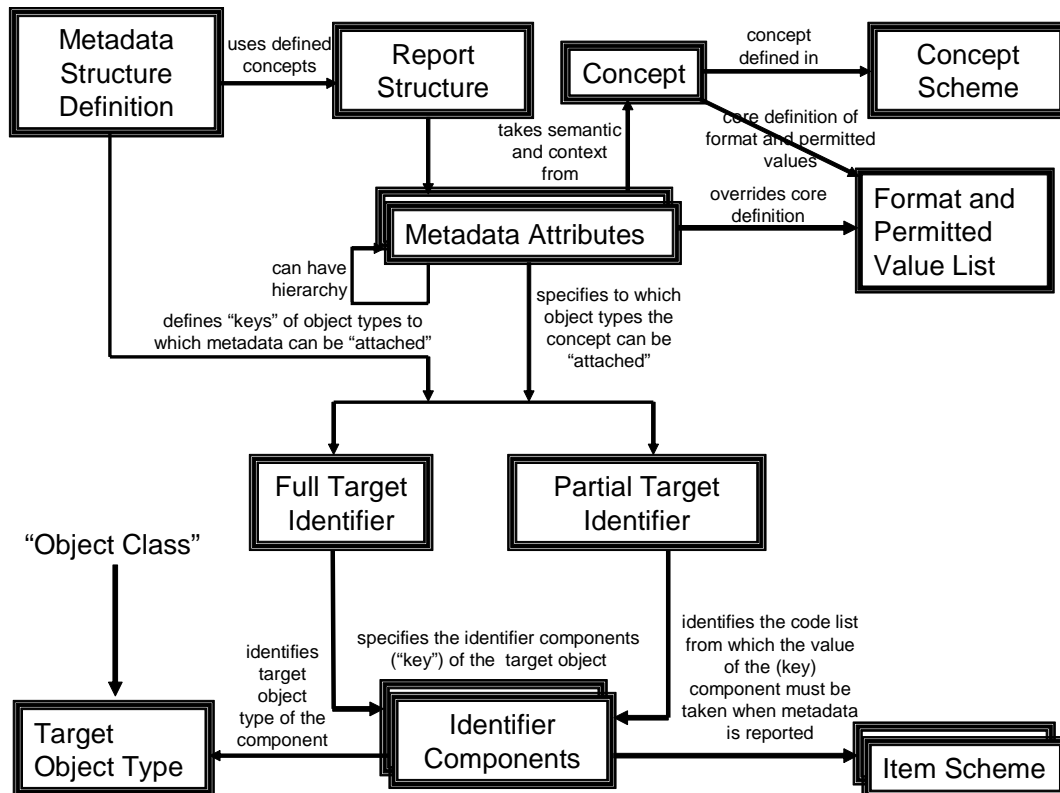 Metadata
Structure
Definition
uses defined
concepts
Report
Structure
Concept
concept
defined in
Concept
Scheme
core definition of
format and permitted
values
takes semantic
and context
from
overrides core
definition
Format and
Permitted
Value List
Metadata Attributes
can have
hierarchy
specifies to which
object types the
concept can be
“attached”
defines “keys” of object types to
which metadata can be “attached”
Full Target
Identifier
Partial Target
Identifier
“Object Class”
identifies
target
object
type of the
component
specifies the identifier components
(“key”) of the target object
identifies the code list
from which the value
of the (key)
component must be
taken when metadata
is reported
Target
Object Type
Identifier
Components
Item Scheme